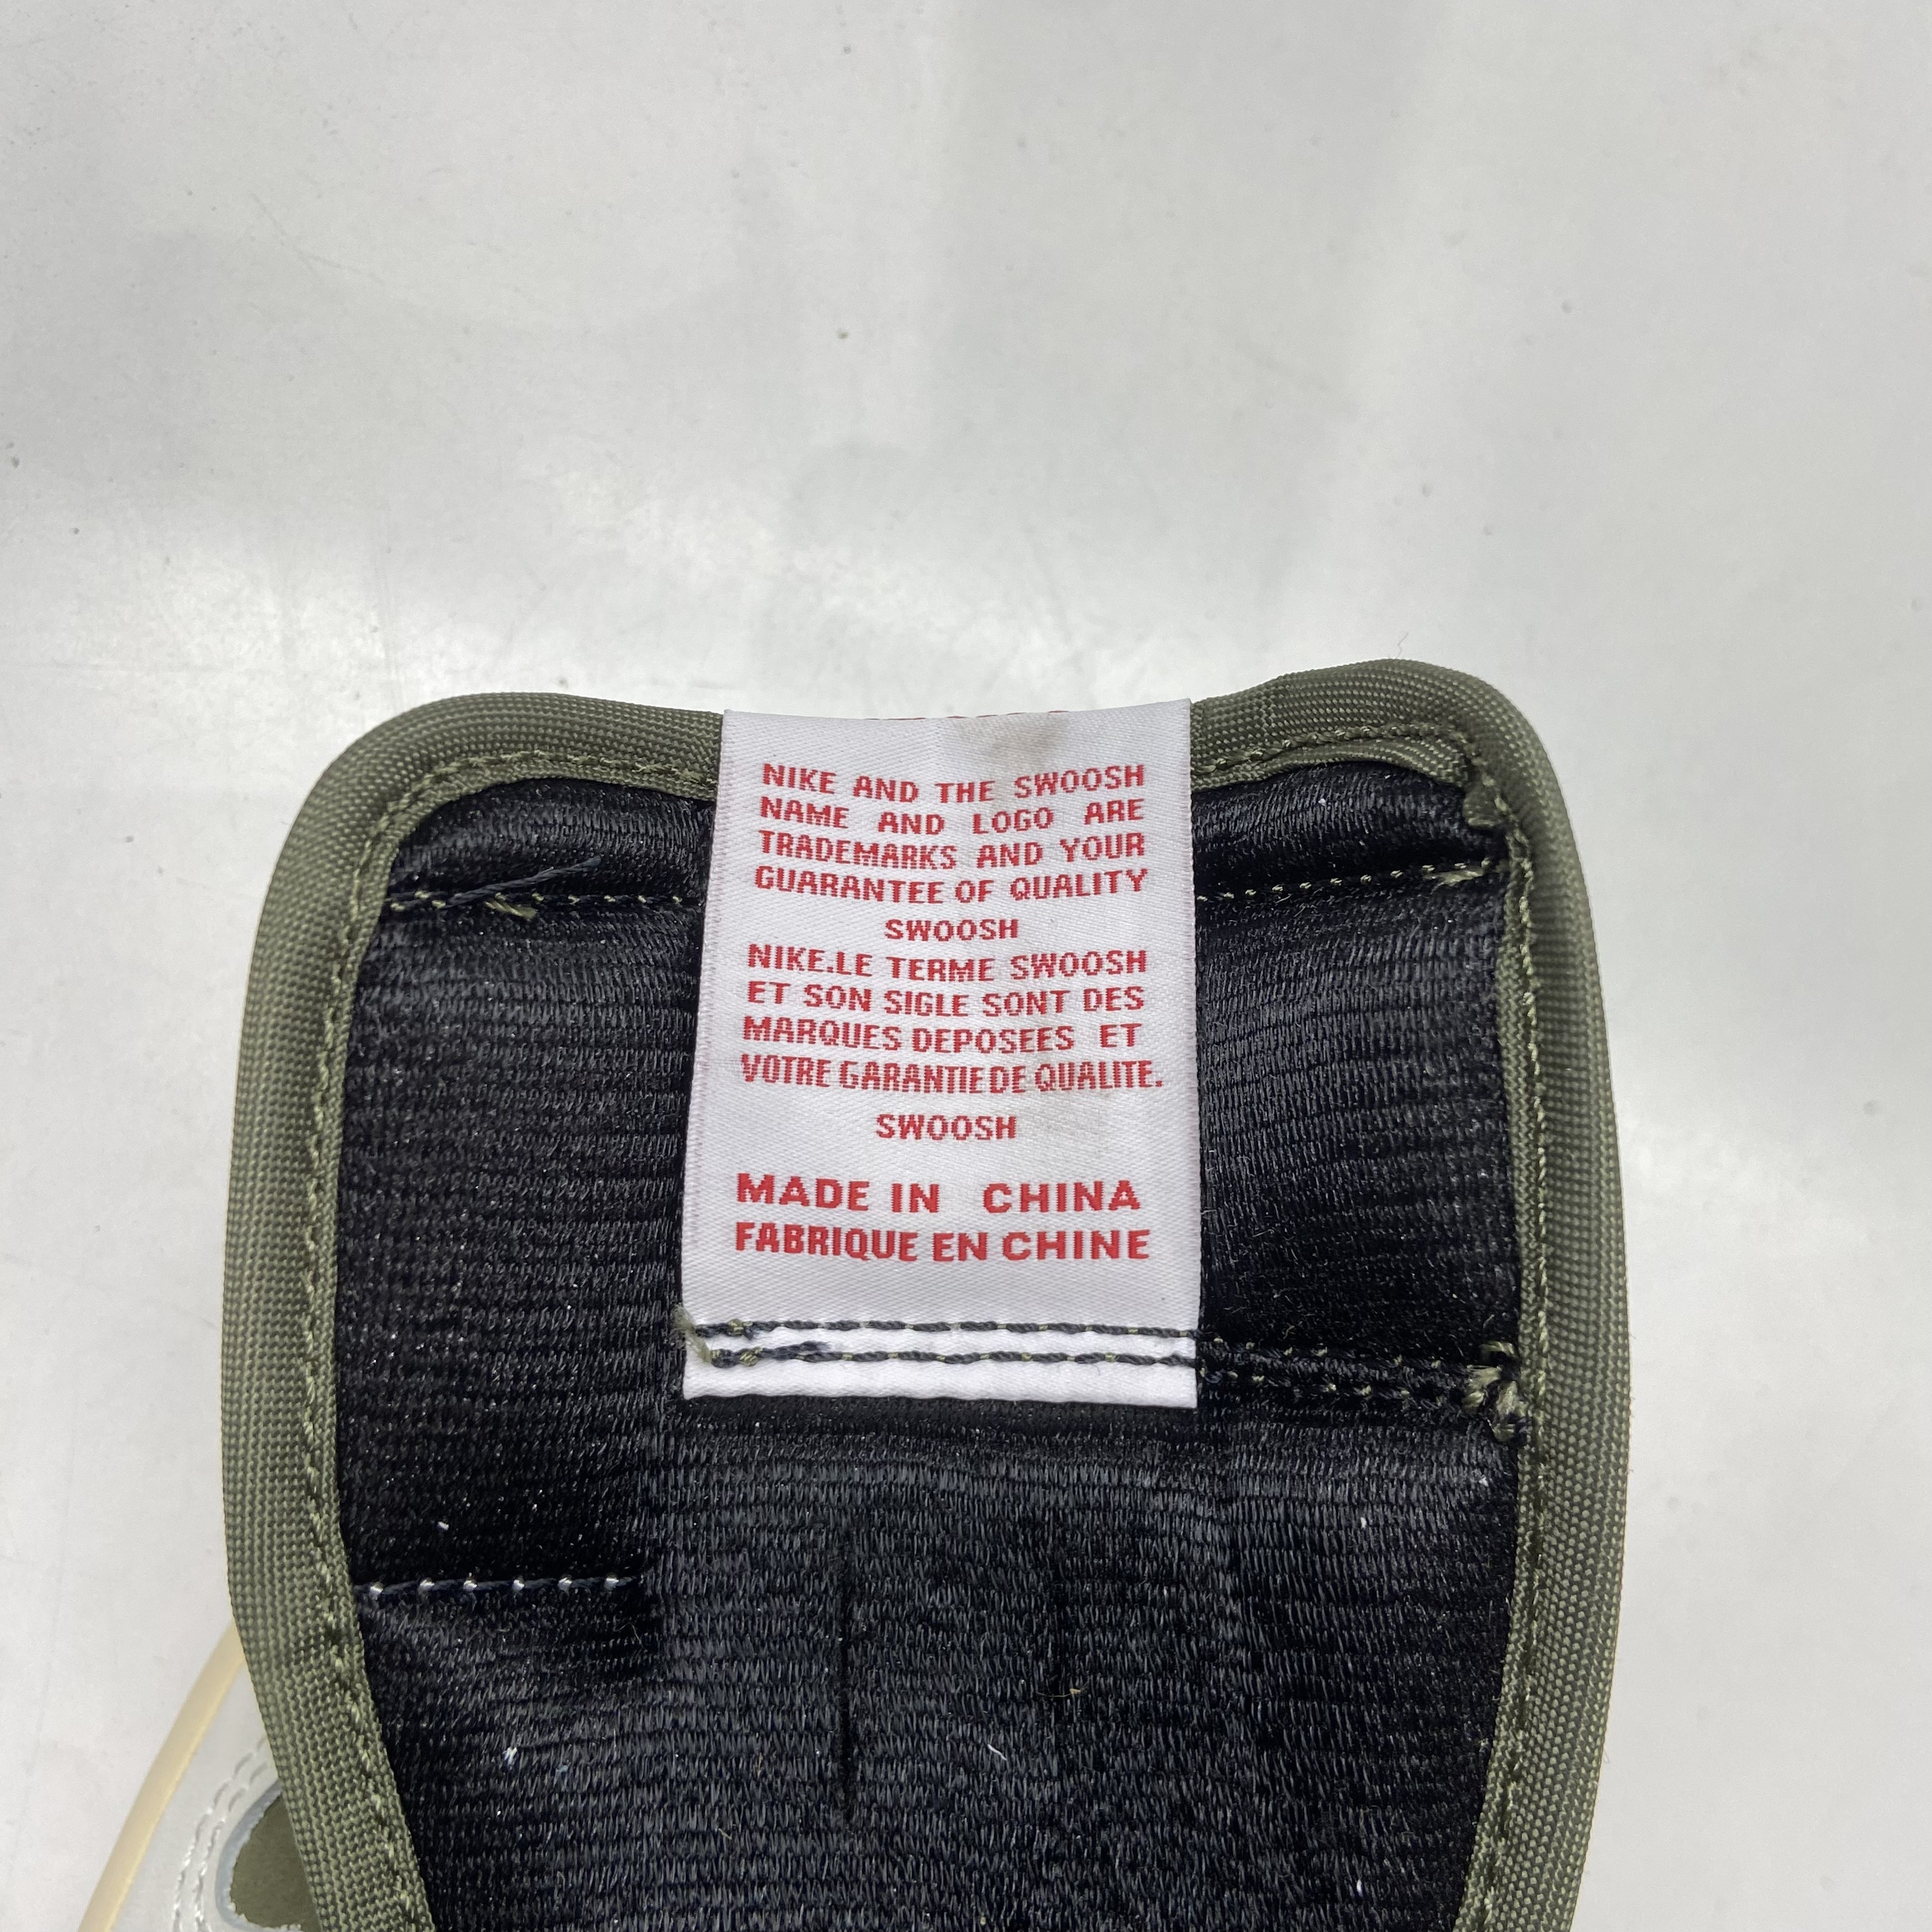 NIKE AND THE SWOOSH
NAME AND LOGO ARE
TRADEMARKS AND YOUR
GUARANTEE OF QUALITY
SWOOSH
NIKE.LE TERME SWOOSH
ET SON SIGLE SONT DES
MARQUES DEPOSEES ET
VOTRE GARANTIE DE QUALITE.
SWOOSH
MADE IN CHINA
FABRIQUE EN CHINE